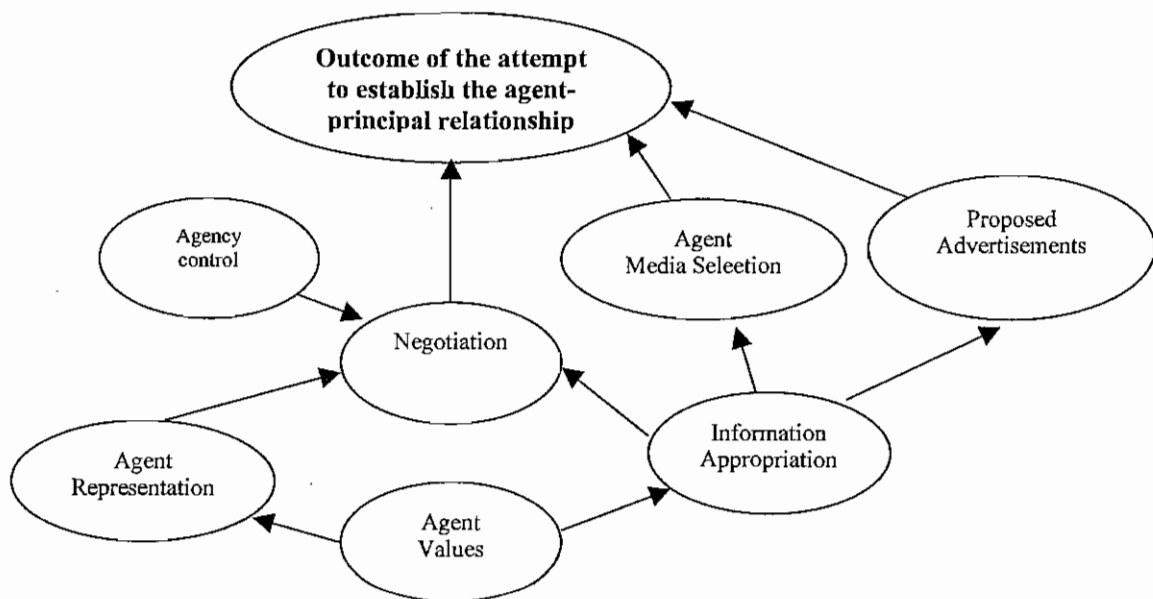 Outcome of the attempt
to establish the agent-
principal relationship
Agency
control
Agent
Media Selection
Proposed
Advertisements
Negotiation
Information
Appropriation
Agent
Representation
Agent
Values